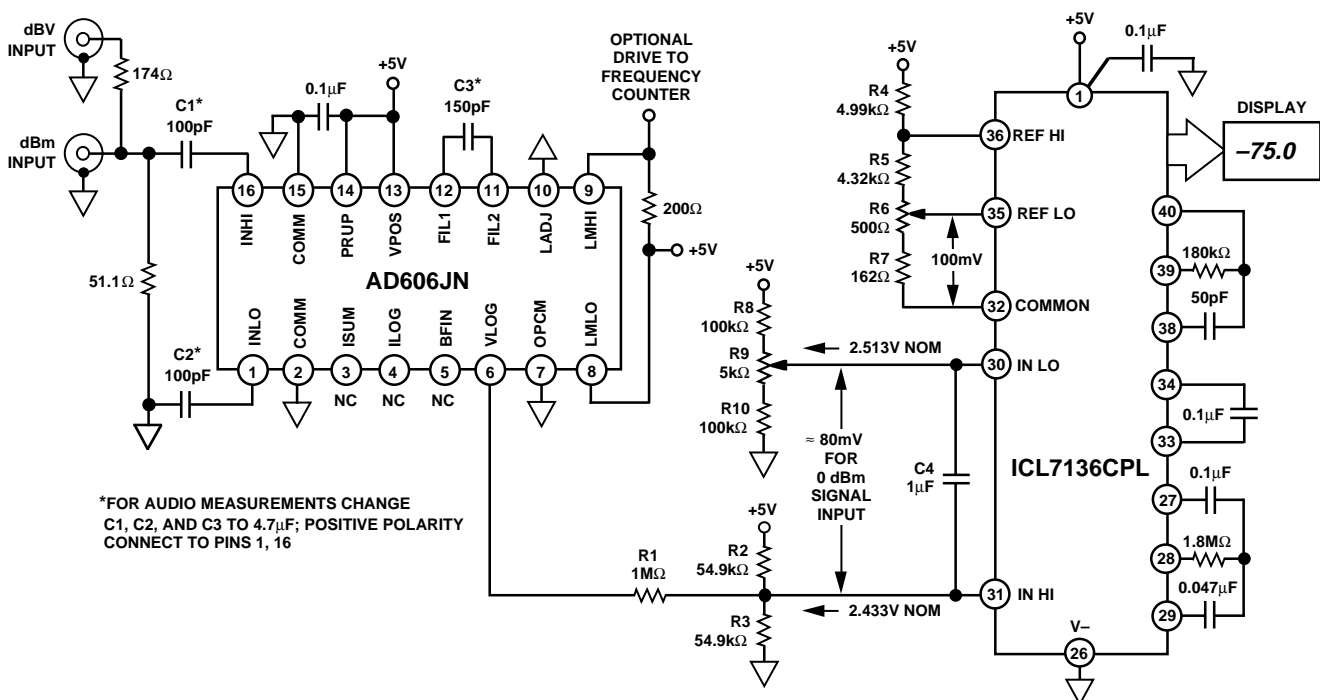 dBV
INPUT
174Ω
dBm
INPUT
C1*
100pF
51.1Ω
C2*
100pF
0.1µF
+5V
C3*
150pF
OPTIONAL
DRIVE TO
FREQUENCY
COUNTER
200Ω
+5V
16
15
14
13
12
11
10
9
INHI
COMM
PRUP
VPOS
FIL1
FIL2
LADJ
LMHI
AD606JN
INLO
COMM
ISUM
ILOG
BFIN
VLOG
OPCM
LMLO
1
2
3
4
5
6
7
8
NC
NC
NC
*FOR AUDIO MEASUREMENTS CHANGE
C1, C2, AND C3 TO 4.7µF; POSITIVE POLARITY
CONNECT TO PINS 1, 16
R1
1MΩ
+5V
R2
54.9kΩ
R3
54.9kΩ
+5V
R8
100kΩ
R9
5kΩ
R10
100kΩ
2.513V NOM
≈ 80mV
FOR
0 dBm
SIGNAL
INPUT
2.433V NOM
C4
1µF
+5V
R4
4.99kΩ
R5
4.32kΩ
R6
500Ω
R7
162Ω
100mV
+5V
0.1µF
1
36 REF HI
35 REF LO
32 COMMON
30 IN LO
31 IN HI
V–
26
ICL7136CPL
DISPLAY
–75.0
40
180kΩ
39
50pF
38
34
0.1µF
33
0.1µF
27
1.8MΩ
28
0.047µF
29